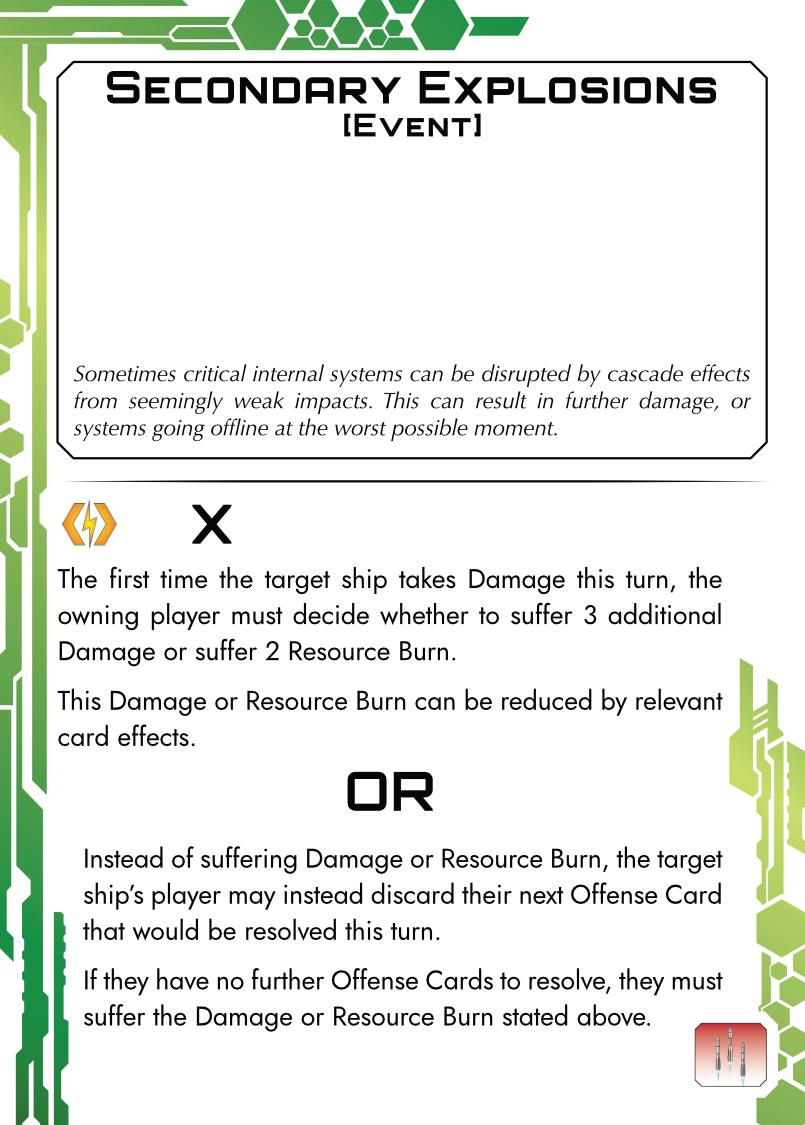 Secondary Explosions
[Event]
Sometimes critical internal systems can be disrupted by cascade effects
from seemingly weak impacts. This can result in further damage, or
systems going offline at the worst possible moment.
X
The first time the target ship takes Damage this turn, the
owning player must decide whether to suffer 3 additional
Damage or suffer 2 Resource Burn.
This Damage or Resource Burn can be reduced by relevant
card effects.
OR
Instead of suffering Damage or Resource Burn, the target
ship's player may instead discard their next Offense Card
that would be resolved this turn.
If they have no further Offense Cards to resolve, they must
suffer the Damage or Resource Burn stated above.